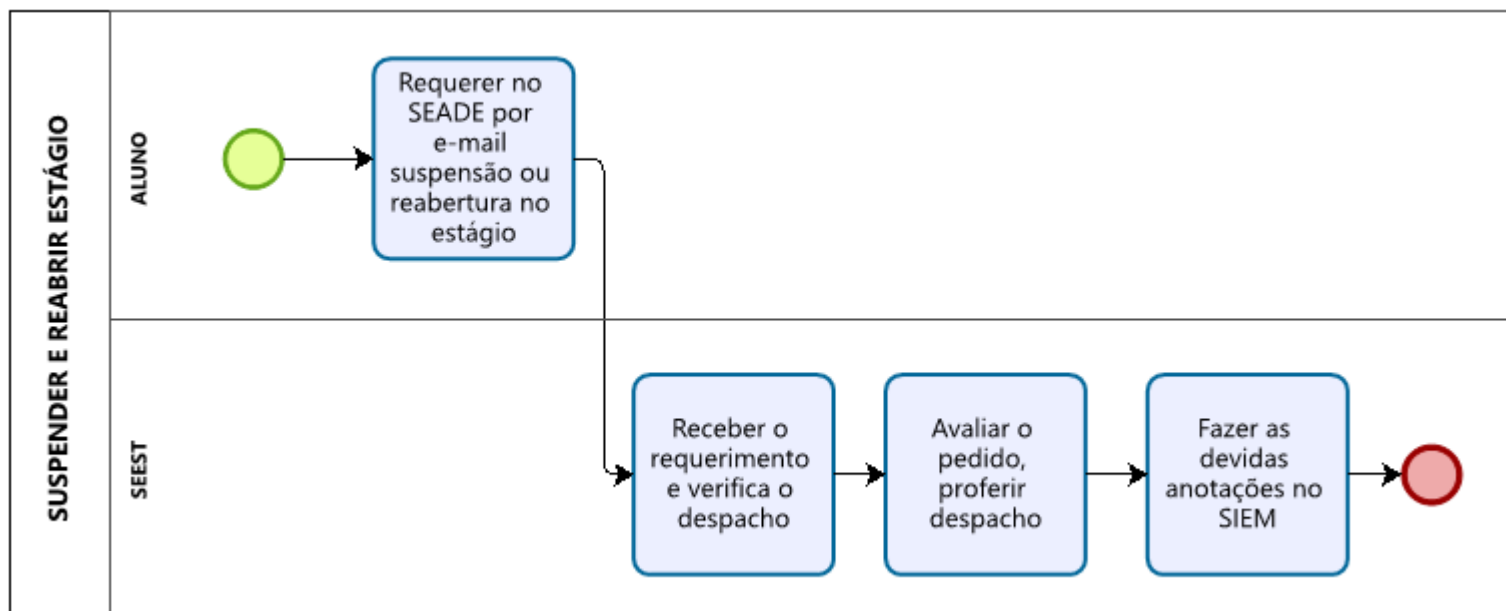 SUSPENDER E REABRIR ESTÁGIO
ALUNO
Requerer no
SEADE por
e-mail
suspensão ou
reabertura no
estágio
SEEST
Receber o
requerimento
e verifica o
despacho
Avaliar o
pedido,
proferir
despacho
Fazer as
devidas
anotações no
SIEM